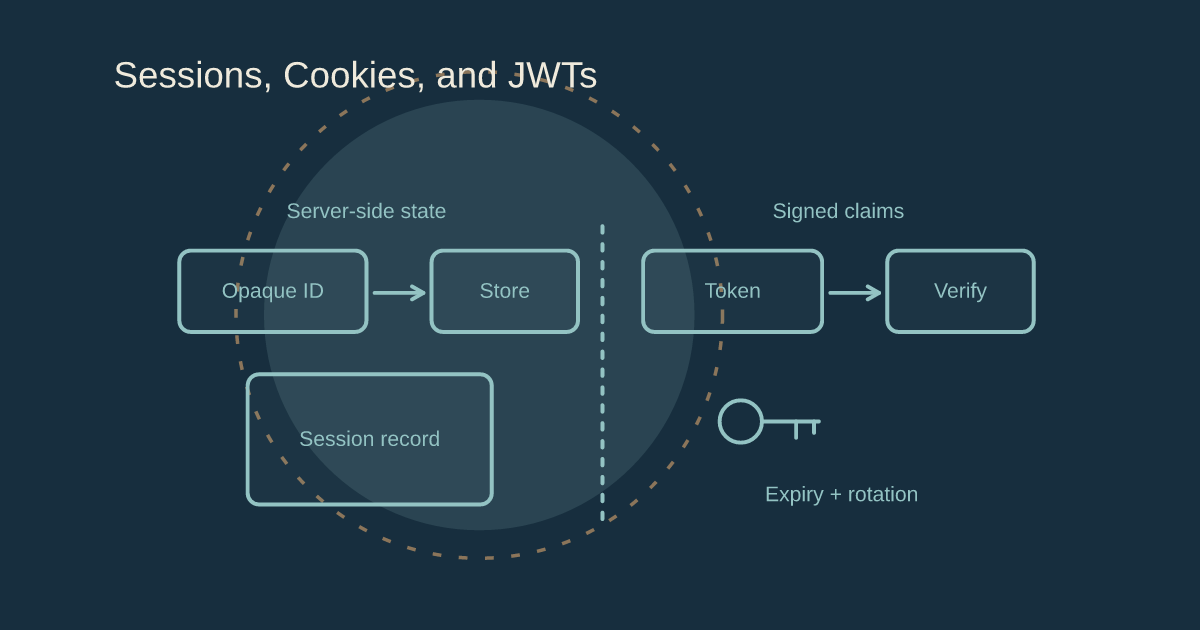 Sessions, Cookies, and JWTs
Server-side state
Opaque ID
Store
Session record
Signed claims
Token
Verify
Expiry + rotation